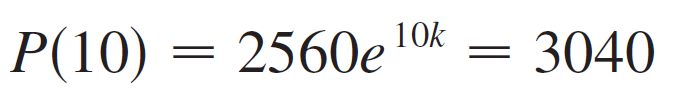 P(10) = 2560e^{10k} = 3040